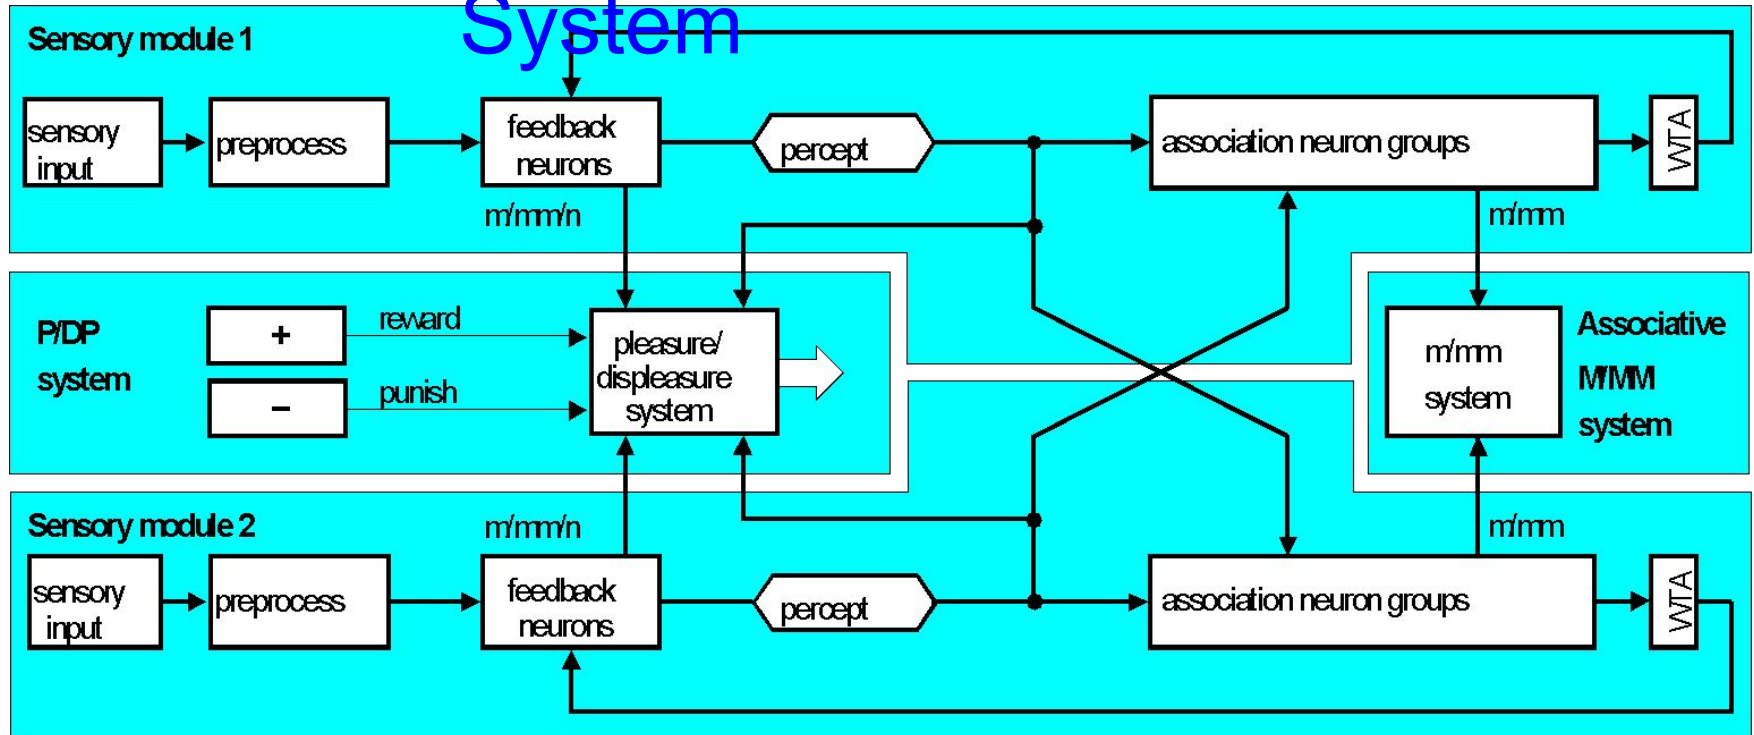 System
Sensory module 1
sensory
input
preprocess
feedback
neurons
percept
association neuron groups
WTA
m/mm/n
m/mm
P/DP
system
+
reward
−
punish
pleasure/
displeasure
system
m/mm
system
Associative
M/MM
system
Sensory module 2
m/mm/n
m/mm
sensory
input
preprocess
feedback
neurons
percept
association neuron groups
WTA